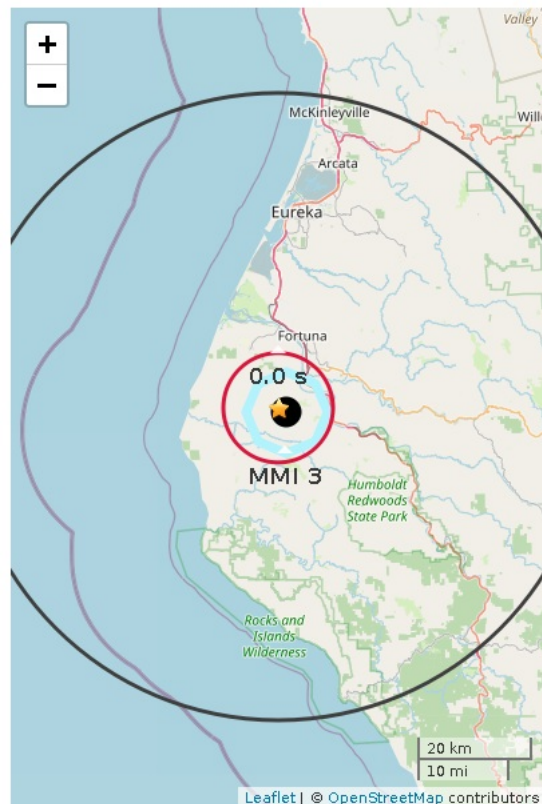 Valley
+
−
McKinleyville
Will
Arcata
Eureka
Fortuna
0.0 s
MMI 3
Humboldt
Redwoods
State Park
Rocks and
Islands
Wilderness
20 km
10 mi
Leaflet | © OpenStreetMap contributors